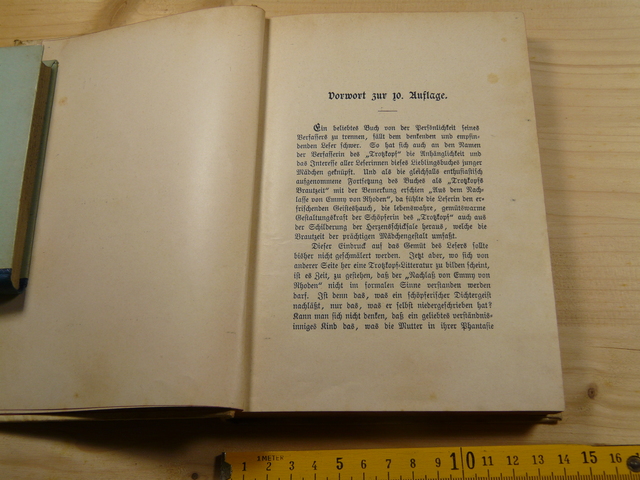 Vorwort zur 10. Auflage.
Ein beliebtes Buch von der Persönlichkeit seines
Verfassers zu trennen, fällt dem denkenden und empfin-
denden Leser schwer. So hat sich auch an den Namen
der Verfasserin des „Trotzkopf“ die Anhänglichkeit und
das Interesse aller Leserinnen dieses Lieblingsbuches junger
Mädchen geknüpft. Und als die gleichfalls enthusiastisch
aufgenommene Fortsetzung des Buches als „Trotzkopfs
Brautzeit“ mit der Bemerkung erschien „Aus dem Nach-
lasse von Emmy von Rhoden“, da fühlte die Leserin den er-
frischenden Geisteshauch, die lebenswahre, gemütswarme
Gestaltungskraft der Schöpferin des „Trotzkopf“ auch aus
der Schilderung der Herzensschicksale heraus, welche die
Brautzeit der prächtigen Mädchengestalt umfaßt.
Dieser Eindruck auf das Gemüt des Lesers sollte
bisher nicht geschmälert werden. Jetzt aber, wo sich von
anderer Seite her eine Trotzkopf-Litteratur zu bilden scheint,
ist es Zeit, zu gestehen, daß der „Nachlaß von Emmy von
Rhoden“ nicht im formalen Sinne verstanden werden
darf. Ist denn das, was ein schöpferischer Dichtergeist
nachläßt, nur das, was er selbst niedergeschrieben hat?
Kann man sich nicht denken, daß ein geliebtes verständnis-
inniges Kind das, was die Mutter in ihrer Phantasie
1METER
1 2 3 4 5 6 7 8 9 10 11 12 13 14 15 16